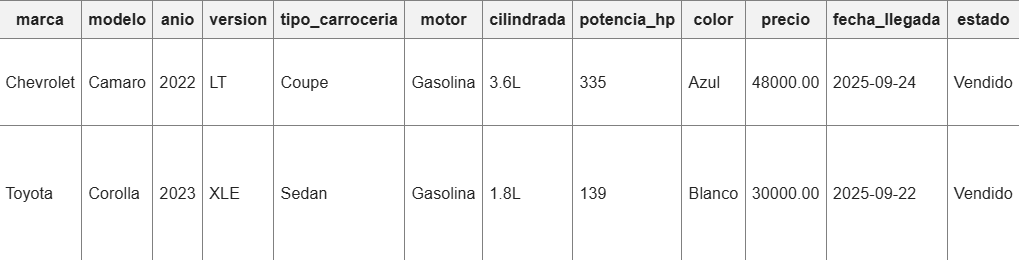 marca modelo anio version tipo_carroceria motor cilindrada potencia_hp color precio fecha_llegada estado
Chevrolet Camaro 2022 LT Coupe Gasolina 3.6L 335 Azul 48000.00 2025-09-24 Vendido
Toyota Corolla 2023 XLE Sedan Gasolina 1.8L 139 Blanco 30000.00 2025-09-22 Vendido